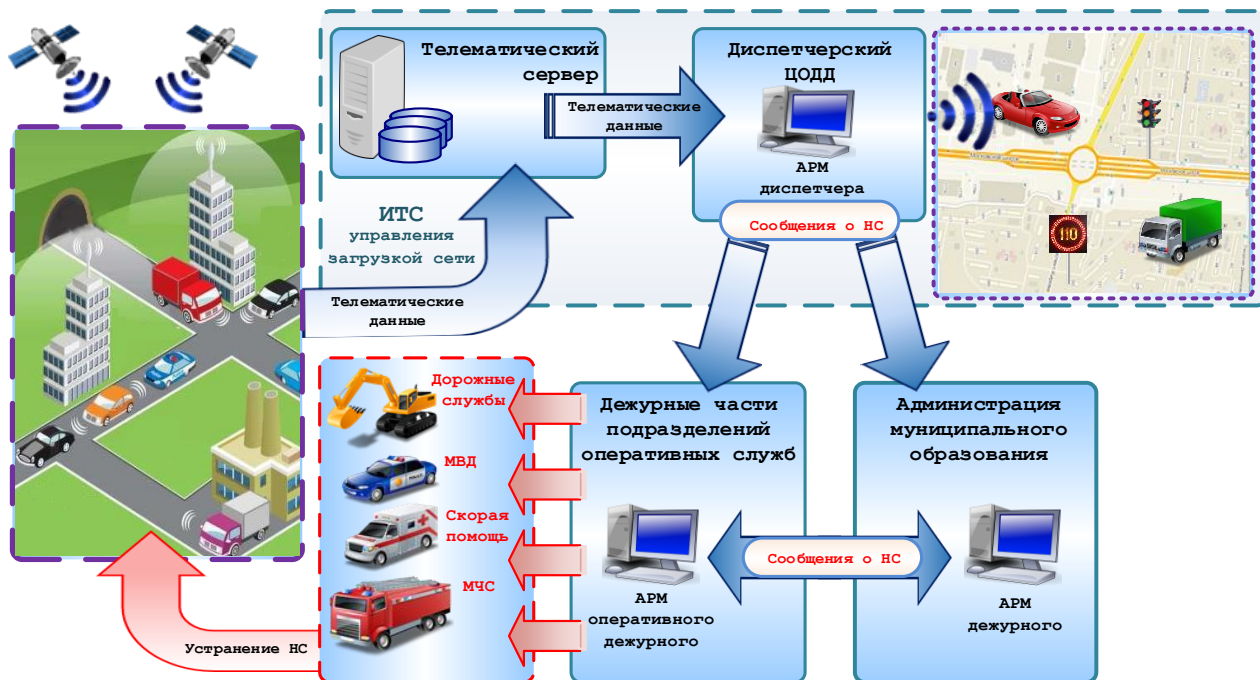 Телематический
сервер
Диспетчерский
ЦОДД
Телематические
данные
АРМ
диспетчера
ИТС
управления
загрузкой сети
Сообщения о НС
110
Телематические
данные
Дорожные
службы
МВД
Скорая
помощь
МЧС
Дежурные части
подразделений
оперативных служб
Администрация
муниципального
образования
Сообщения о НС
АРМ
оперативного
дежурного
АРМ
дежурного
Устранение НС